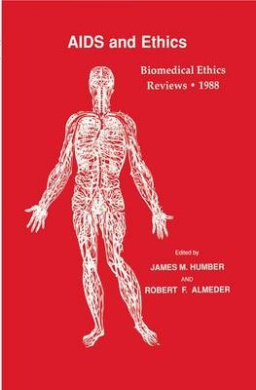 AIDS and Ethics
Biomedical Ethics
Reviews • 1988
Edited by
JAMES M. HUMBER
AND
ROBERT F. ALMEDER